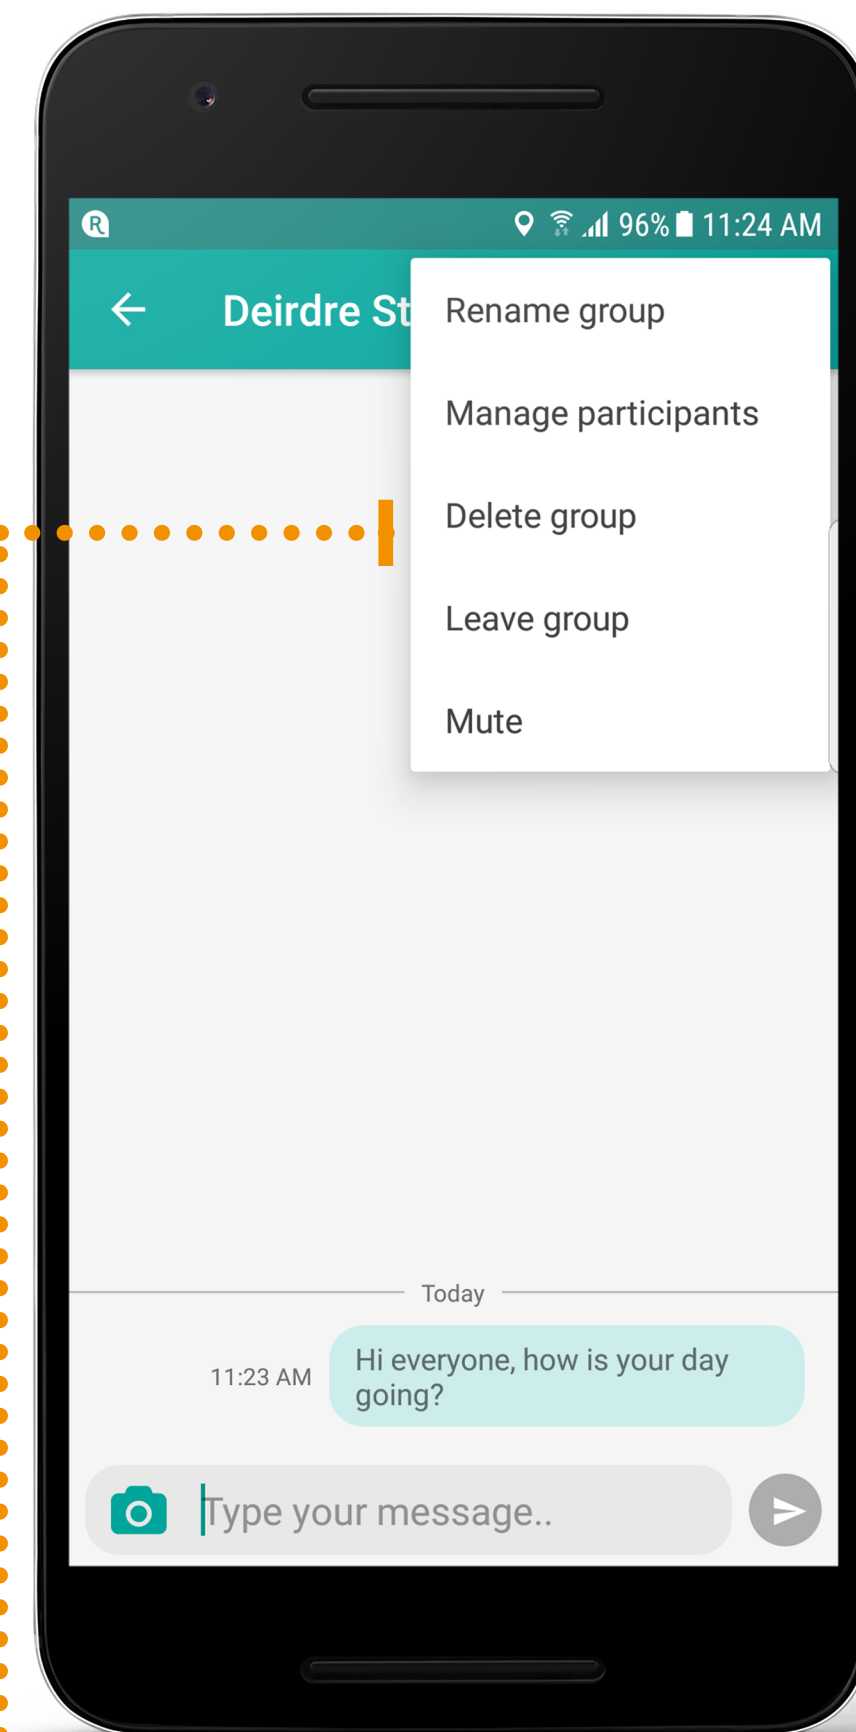 R 96% 11:24 AM
Deirdre St
Rename group
Manage participants
Delete group
Leave group
Mute
Today
11:23 AM
Hi everyone, how is your day
going?
Type your message..